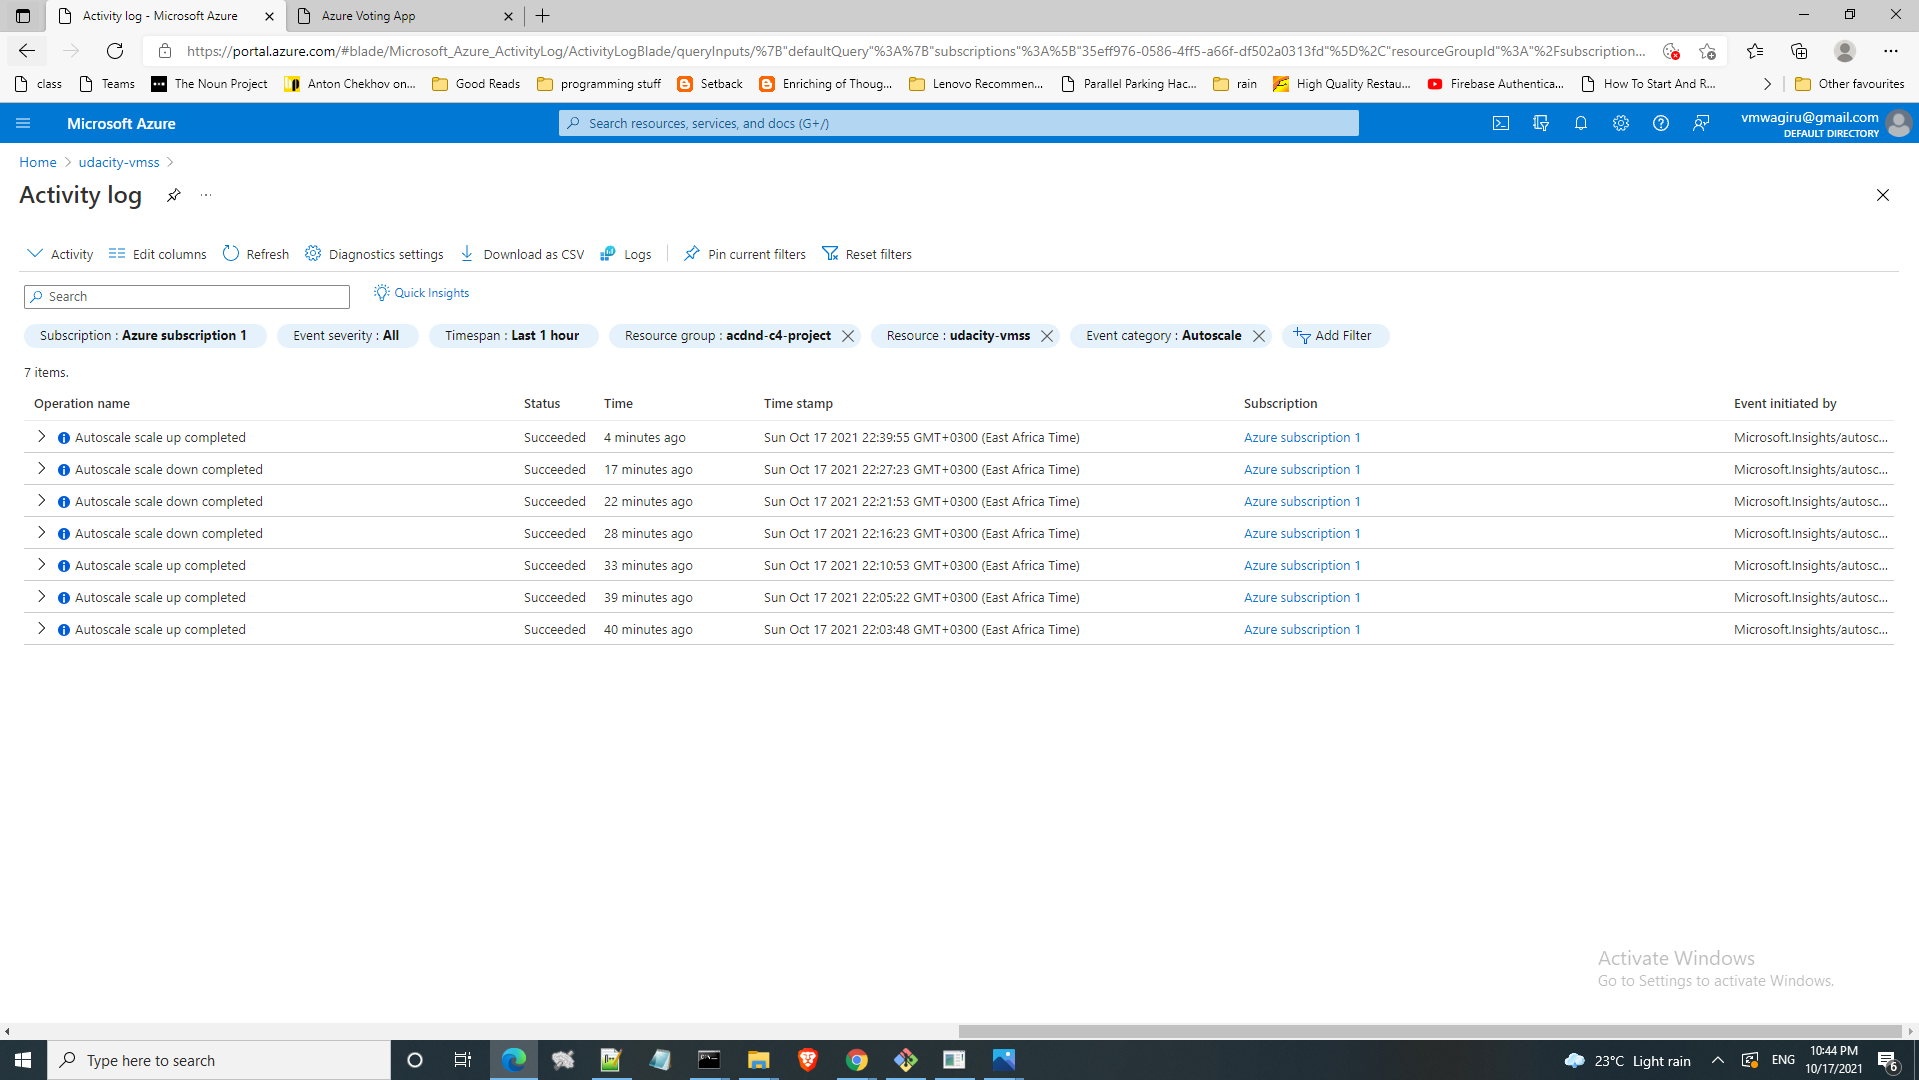 Activity log - Microsoft Azure
Azure Voting App
https://portal.azure.com/#blade/Microsoft_Azure_ActivityLog/ActivityLogBlade/queryInputs/%7B"defaultQuery"%3A%7B"subscriptions"%3A%5B"35eff976-0586-4ff5-a66f-df502a0313fd"%5D%2C"resourceGroupId"%3A"%2Fsubscription...
class
Teams
The Noun Project
Anton Chekhov on...
Good Reads
programming stuff
Setback
Enriching of Thoug...
Lenovo Recommen...
Parallel Parking Hac...
rain
High Quality Restau...
Firebase Authentica...
How To Start And R...
Other favourites
Microsoft Azure
Search resources, services, and docs (G+/)
vmwagiru@gmail.com
DEFAULT DIRECTORY
Home > udacity-vmss >
Activity log
Activity
Edit columns
Refresh
Diagnostics settings
Download as CSV
Logs
Pin current filters
Reset filters
Search
Quick Insights
Subscription : Azure subscription 1
Event severity : All
Timespan : Last 1 hour
Resource group : acdnd-c4-project
Resource : udacity-vmss
Event category : Autoscale
Add Filter
7 items.
Operation name Status Time Time stamp Subscription Event initiated by
Autoscale scale up completed Succeeded 4 minutes ago Sun Oct 17 2021 22:39:55 GMT+0300 (East Africa Time) Azure subscription 1 Microsoft.Insights/autosc...
Autoscale scale down completed Succeeded 17 minutes ago Sun Oct 17 2021 22:27:23 GMT+0300 (East Africa Time) Azure subscription 1 Microsoft.Insights/autosc...
Autoscale scale down completed Succeeded 22 minutes ago Sun Oct 17 2021 22:21:53 GMT+0300 (East Africa Time) Azure subscription 1 Microsoft.Insights/autosc...
Autoscale scale down completed Succeeded 28 minutes ago Sun Oct 17 2021 22:16:23 GMT+0300 (East Africa Time) Azure subscription 1 Microsoft.Insights/autosc...
Autoscale scale up completed Succeeded 33 minutes ago Sun Oct 17 2021 22:10:53 GMT+0300 (East Africa Time) Azure subscription 1 Microsoft.Insights/autosc...
Autoscale scale up completed Succeeded 39 minutes ago Sun Oct 17 2021 22:05:22 GMT+0300 (East Africa Time) Azure subscription 1 Microsoft.Insights/autosc...
Autoscale scale up completed Succeeded 40 minutes ago Sun Oct 17 2021 22:03:48 GMT+0300 (East Africa Time) Azure subscription 1 Microsoft.Insights/autosc...
Activate Windows
Go to Settings to activate Windows.
Type here to search
23°C Light rain
ENG
10:44 PM
10/17/2021
6